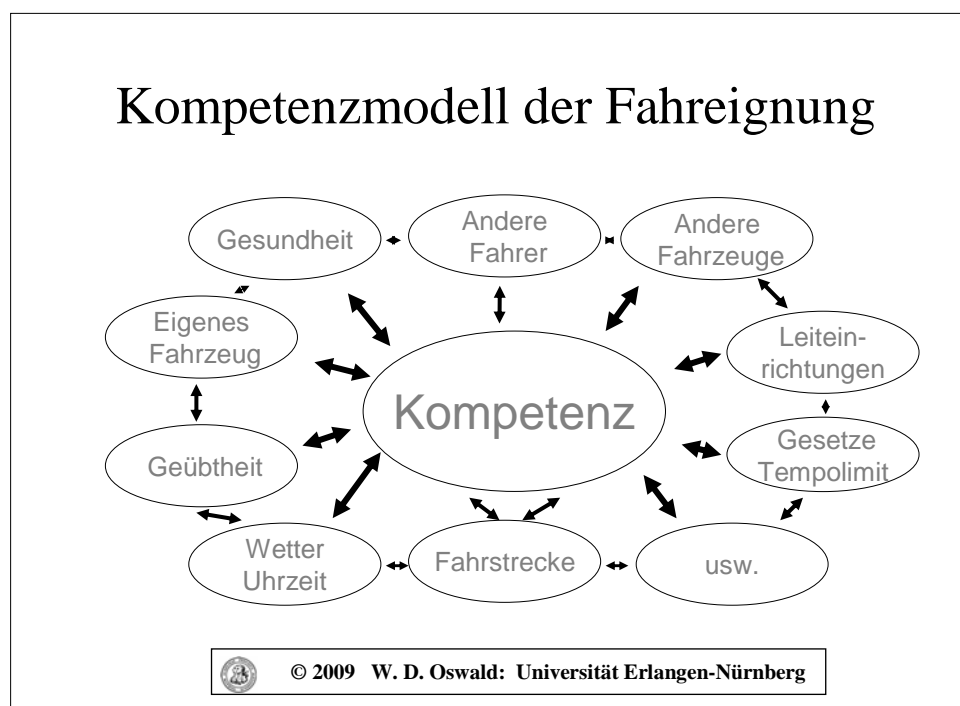 Kompetenzmodell der Fahreignung
Gesundheit
Andere
Fahrer
Andere
Fahrzeuge
Eigenes
Fahrzeug
Leitein-
richtungen
Kompetenz
Geübtheit
Gesetze
Tempolimit
Wetter
Uhrzeit
Fahrstrecke
usw.
© 2009 W. D. Oswald: Universität Erlangen-Nürnberg